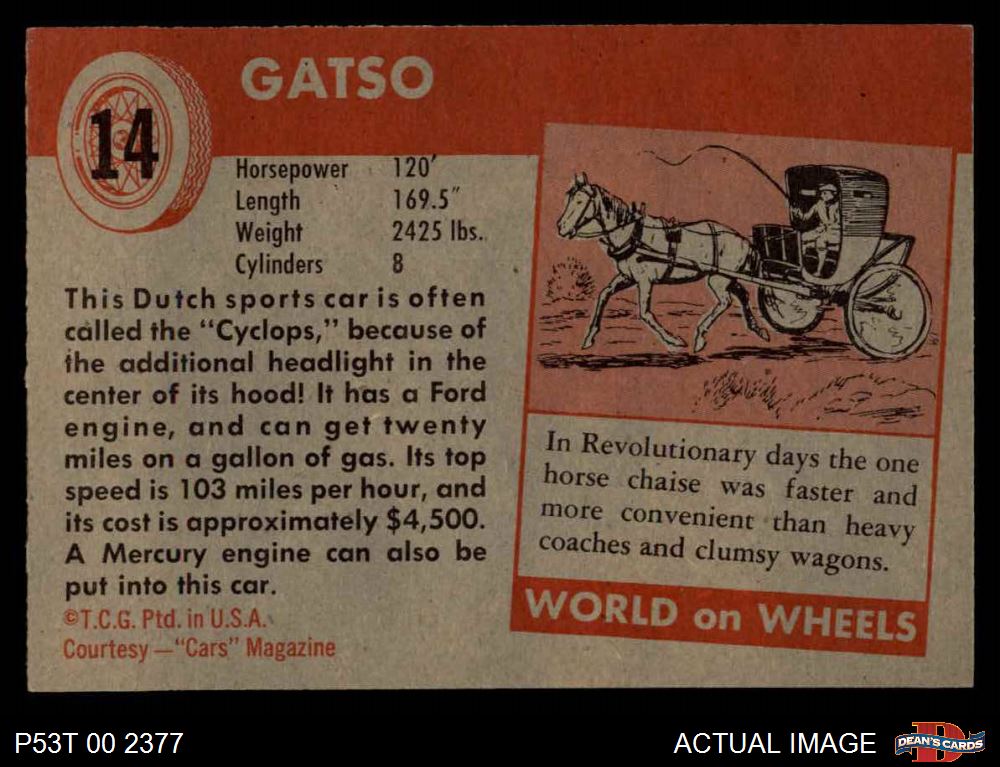 14
GATSO
Horsepower 120′
Length 169.5″
Weight 2425 lbs.
Cylinders 8
This Dutch sports car is often
called the "Cyclops," because of
the additional headlight in the
center of its hood! It has a Ford
engine, and can get twenty
miles on a gallon of gas. Its top
speed is 103 miles per hour, and
its cost is approximately $4,500.
A Mercury engine can also be
put into this car.
©T.C.G. Ptd. in U.S.A.
Courtesy—"Cars" Magazine
In Revolutionary days the one
horse chaise was faster and
more convenient than heavy
coaches and clumsy wagons.
WORLD on WHEELS
P53T 00 2377
ACTUAL IMAGE
DEAN'S CARDS